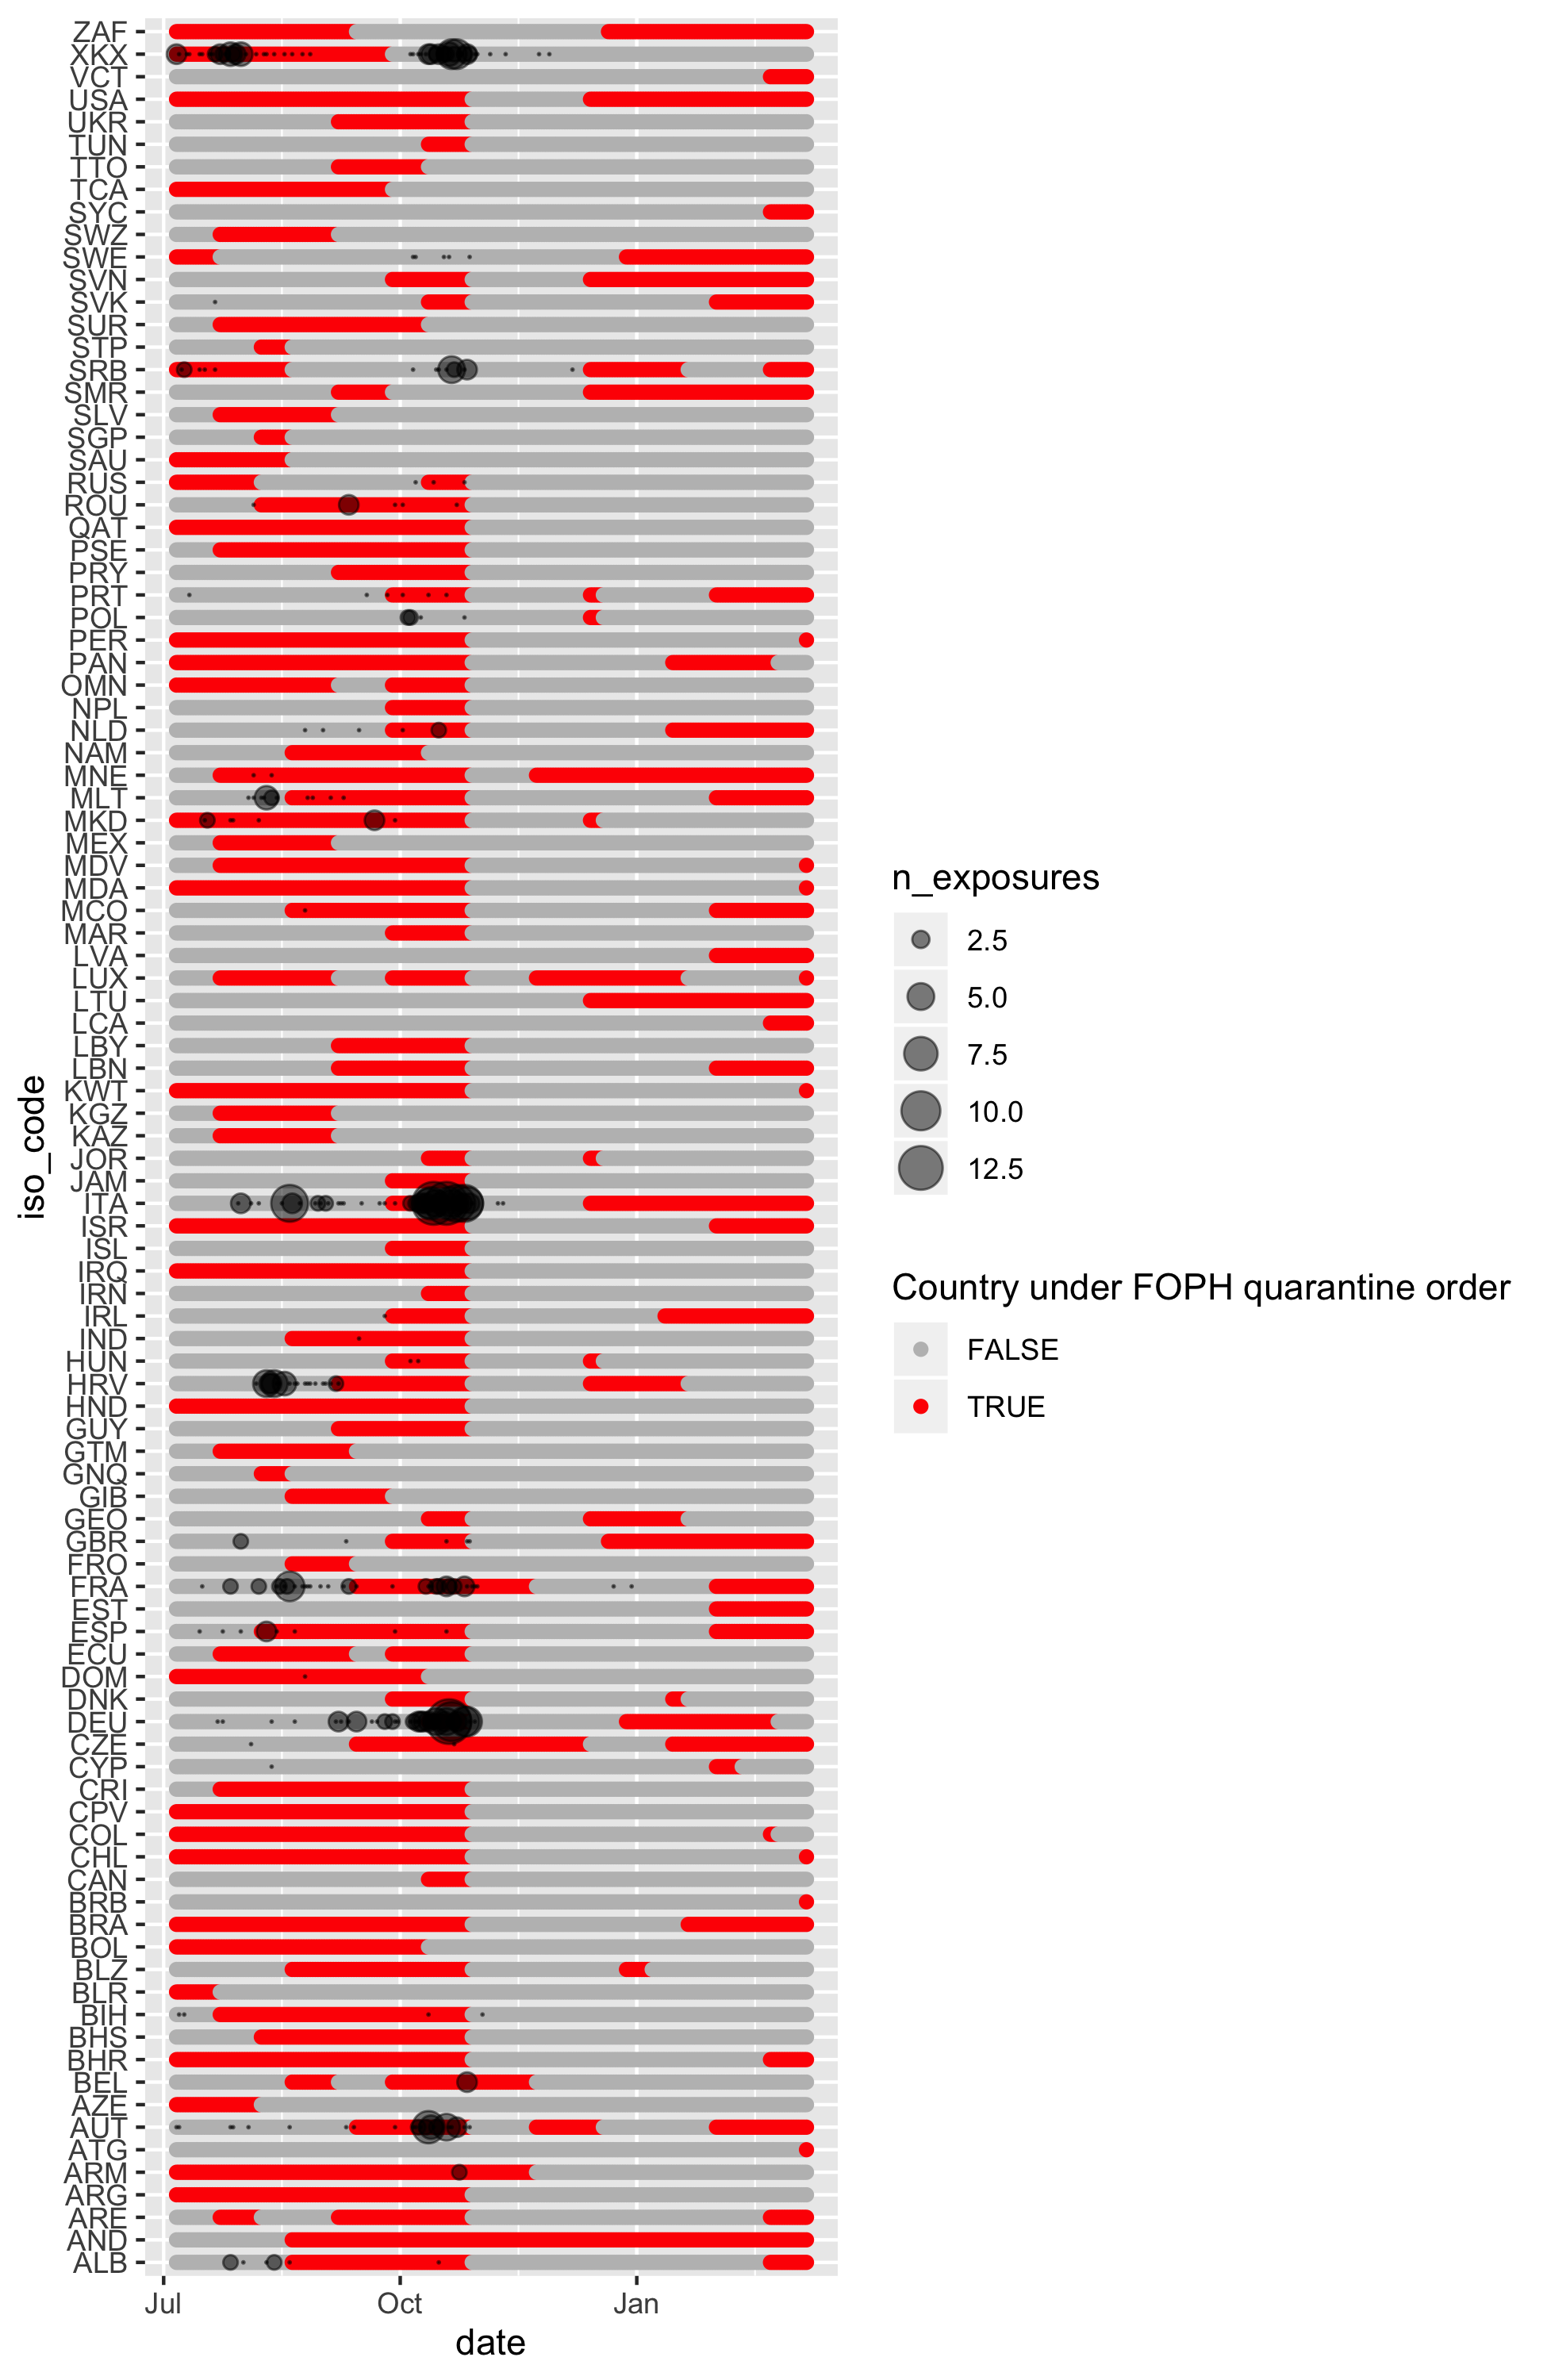 ZAF
XKX
VCT
USA
UKR
TUN
TTO
TCA
SYC
SWZ
SWE
SVN
SVK
SUR
STP
SRB
SMR
SLV
SGP
SAU
RUS
ROU
QAT
PSE
PRY
PRT
POL
PER
PAN
OMN
NPL
NLD
NAM
MNE
MLT
MKD
MEX
MDV
MDA
MCO
MAR
LVA
LUX
LTU
LCA
LBY
LBN
KWT
KGZ
KAZ
JOR
JAM
ITA
ISR
ISL
IRQ
IRN
IRL
IND
HUN
HRV
HND
GUY
GTM
GNQ
GIB
GEO
GBR
FRO
FRA
EST
ESP
ECU
DOM
DNK
DEU
CZE
CYP
CRI
CPV
COL
CHL
CAN
BRB
BRA
BOL
BLZ
BLR
BIH
BHS
BHR
BEL
AZE
AUT
ATG
ARM
ARG
ARE
AND
ALB
iso_code
Jul Oct Jan
date
n_exposures
2.5
5.0
7.5
10.0
12.5
Country under FOPH quarantine order
FALSE
TRUE